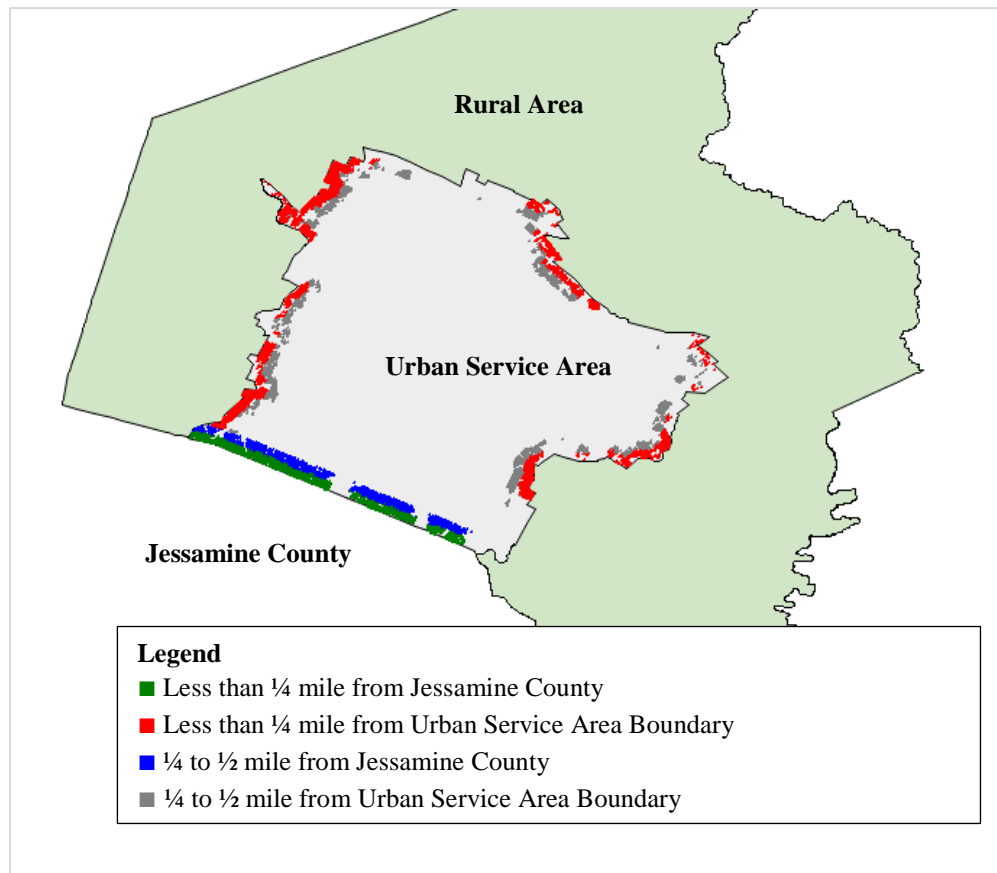 Rural Area
Urban Service Area
Jessamine County
Legend
Less than ¼ mile from Jessamine County
Less than ¼ mile from Urban Service Area Boundary
¼ to ½ mile from Jessamine County
¼ to ½ mile from Urban Service Area Boundary